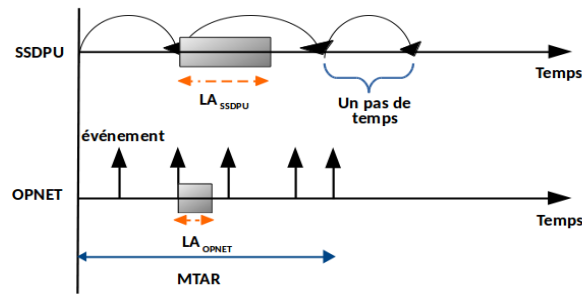 SSDPU
Temps
LA SSDPU
Un pas de
temps
événement
OPNET
Temps
LA OPNET
MTAR